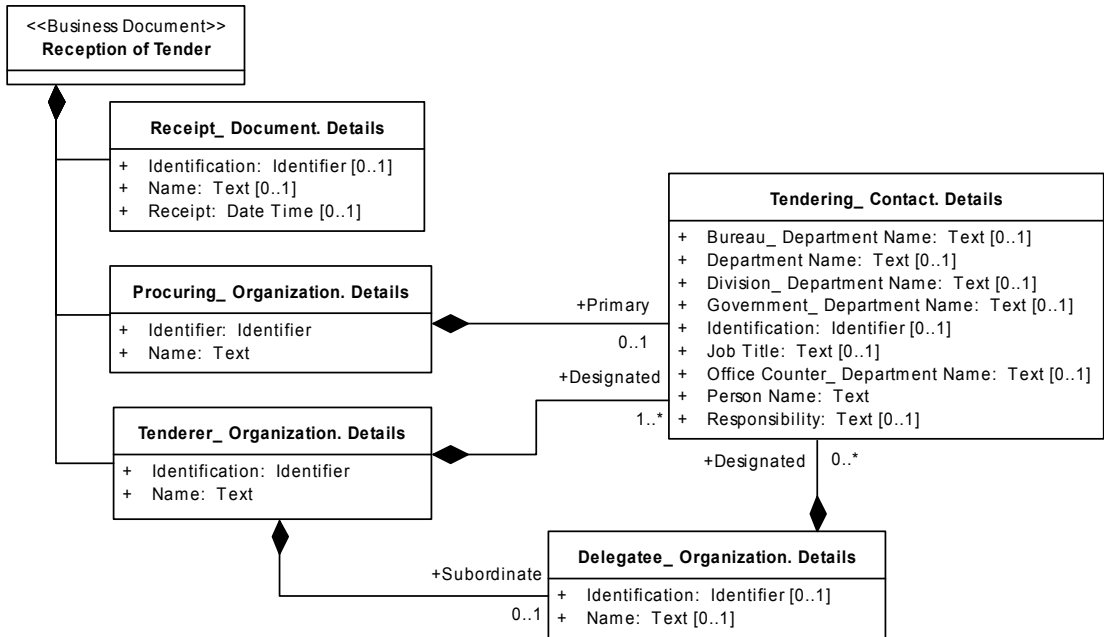 <<Business Document>>
Reception of Tender
Receipt_ Document. Details
+ Identification: Identifier [0..1]
+ Name: Text [0..1]
+ Receipt: Date Time [0..1]
Procuring_ Organization. Details
+ Identifier: Identifier
+ Name: Text
+Primary
0..1
Tendering_ Contact. Details
+ Bureau_ Department Name: Text [0..1]
+ Department Name: Text [0..1]
+ Division_ Department Name: Text [0..1]
+ Government_ Department Name: Text [0..1]
+ Identification: Identifier [0..1]
+ Job Title: Text [0..1]
+ Office Counter_ Department Name: Text [0..1]
+ Person Name: Text
+ Responsibility: Text [0..1]
+Designated
1..*
Tenderer_ Organization. Details
+ Identification: Identifier
+ Name: Text
+Designated
0..*
+Subordinate
0..1
Delegatee_ Organization. Details
+ Identification: Identifier [0..1]
+ Name: Text [0..1]